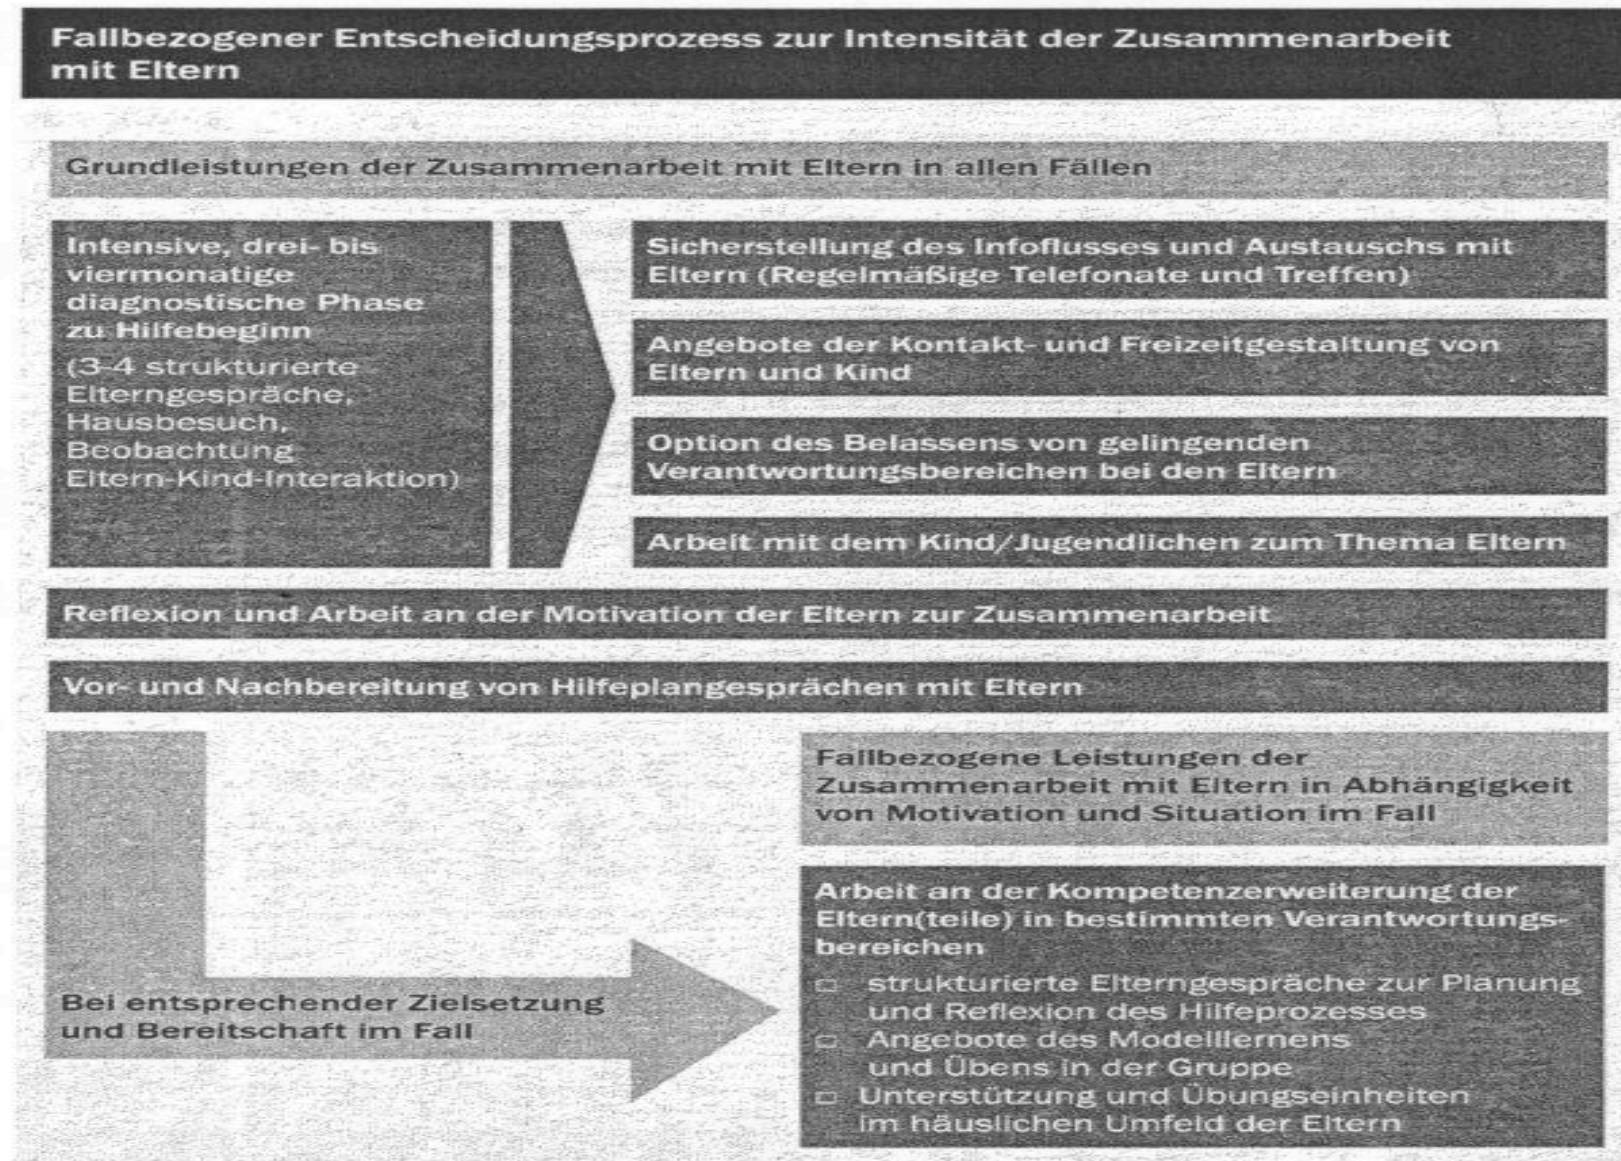 Fallbezogener Entscheidungsprozess zur Intensität der Zusammenarbeit
mit Eltern
Grundleistungen der Zusammenarbeit mit Eltern in allen Fällen
Intensive, drei- bis
viermonatige
diagnostische Phase
zu Hilfebeginn
(3-4 strukturierte
Elterngespräche,
Hausbesuch,
Beobachtung
Eltern-Kind-Interaktion)
Sicherstellung des Infoflusses und Austauschs mit
Eltern (Regelmäßige Telefonate und Treffen)
Angebote der Kontakt- und Freizeitgestaltung von
Eltern und Kind
Option des Belassens von gelingenden
Verantwortungsbereichen bei den Eltern
Arbeit mit dem Kind/Jugendlichen zum Thema Eltern
Reflexion und Arbeit an der Motivation der Eltern zur Zusammenarbeit
Vor- und Nachbereitung von Hilfeplangesprächen mit Eltern
Bei entsprechender Zielsetzung
und Bereitschaft im Fall
Fallbezogene Leistungen der
Zusammenarbeit mit Eltern in Abhängigkeit
von Motivation und Situation im Fall
Arbeit an der Kompetenzerweiterung der
Eltern(teile) in bestimmten Verantwortungs-
bereichen
□ strukturierte Elterngespräche zur Planung
und Reflexion des Hilfeprozesses
□ Angebote des Modelllernens
und Übens in der Gruppe
□ Unterstützung und Übungseinheiten
im häuslichen Umfeld der Eltern